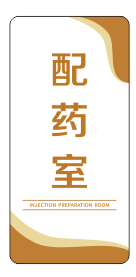 配药室
INJECTION PREPARATION ROOM